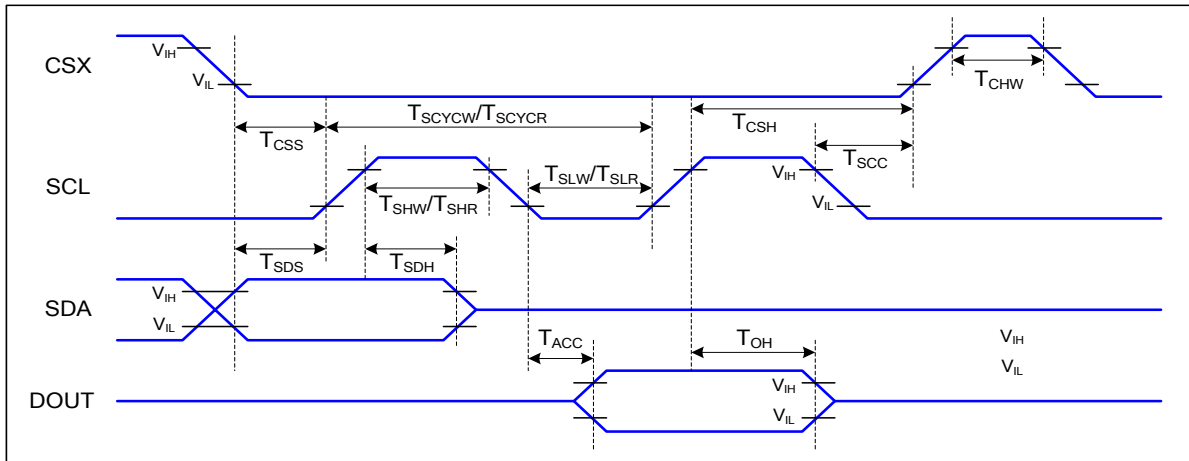 CSX
VIH
VIL
TCSS
TSCYCW/TSCYCR
TCSH
TCHW
TSCC
SCL
TSHW/TSHR
TSLW/TSLR
VIH
VIL
TSDS
TSDH
SDA
VIH
VIL
TACC
TOH
VIH
VIL
DOUT
VIH
VIL